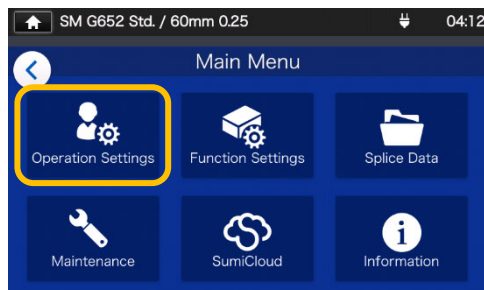 SM G652 Std. / 60mm 0.25 04:12
Main Menu
Operation Settings Function Settings Splice Data
Maintenance SumiCloud Information